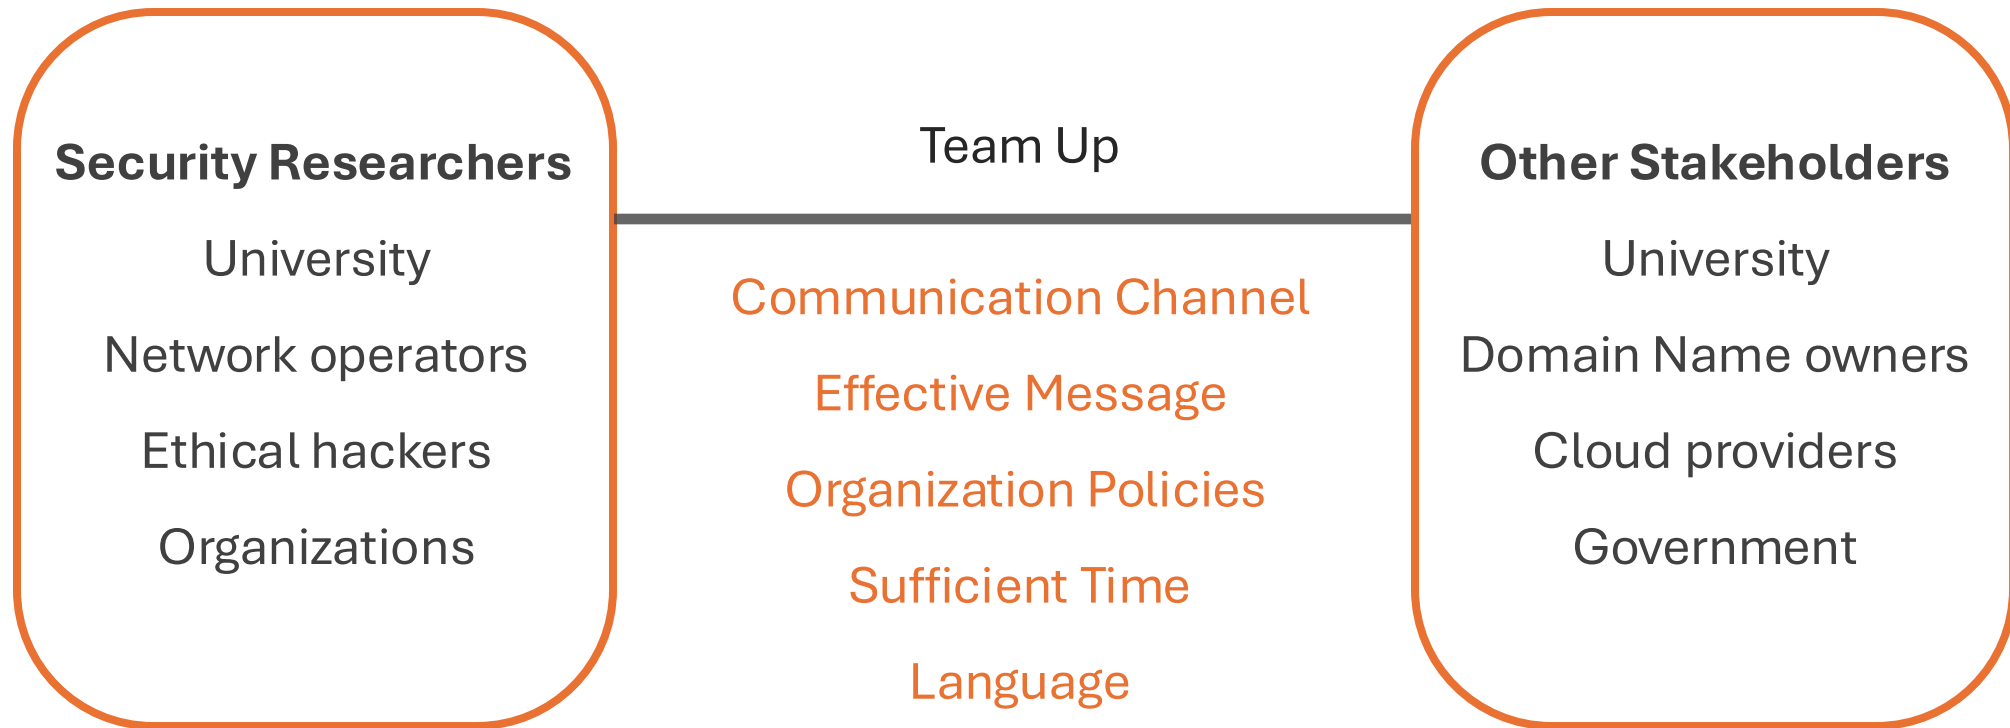 Security Researchers
University
Network operators
Ethical hackers
Organizations
Team Up
Communication Channel
Effective Message
Organization Policies
Sufficient Time
Language
Other Stakeholders
University
Domain Name owners
Cloud providers
Government